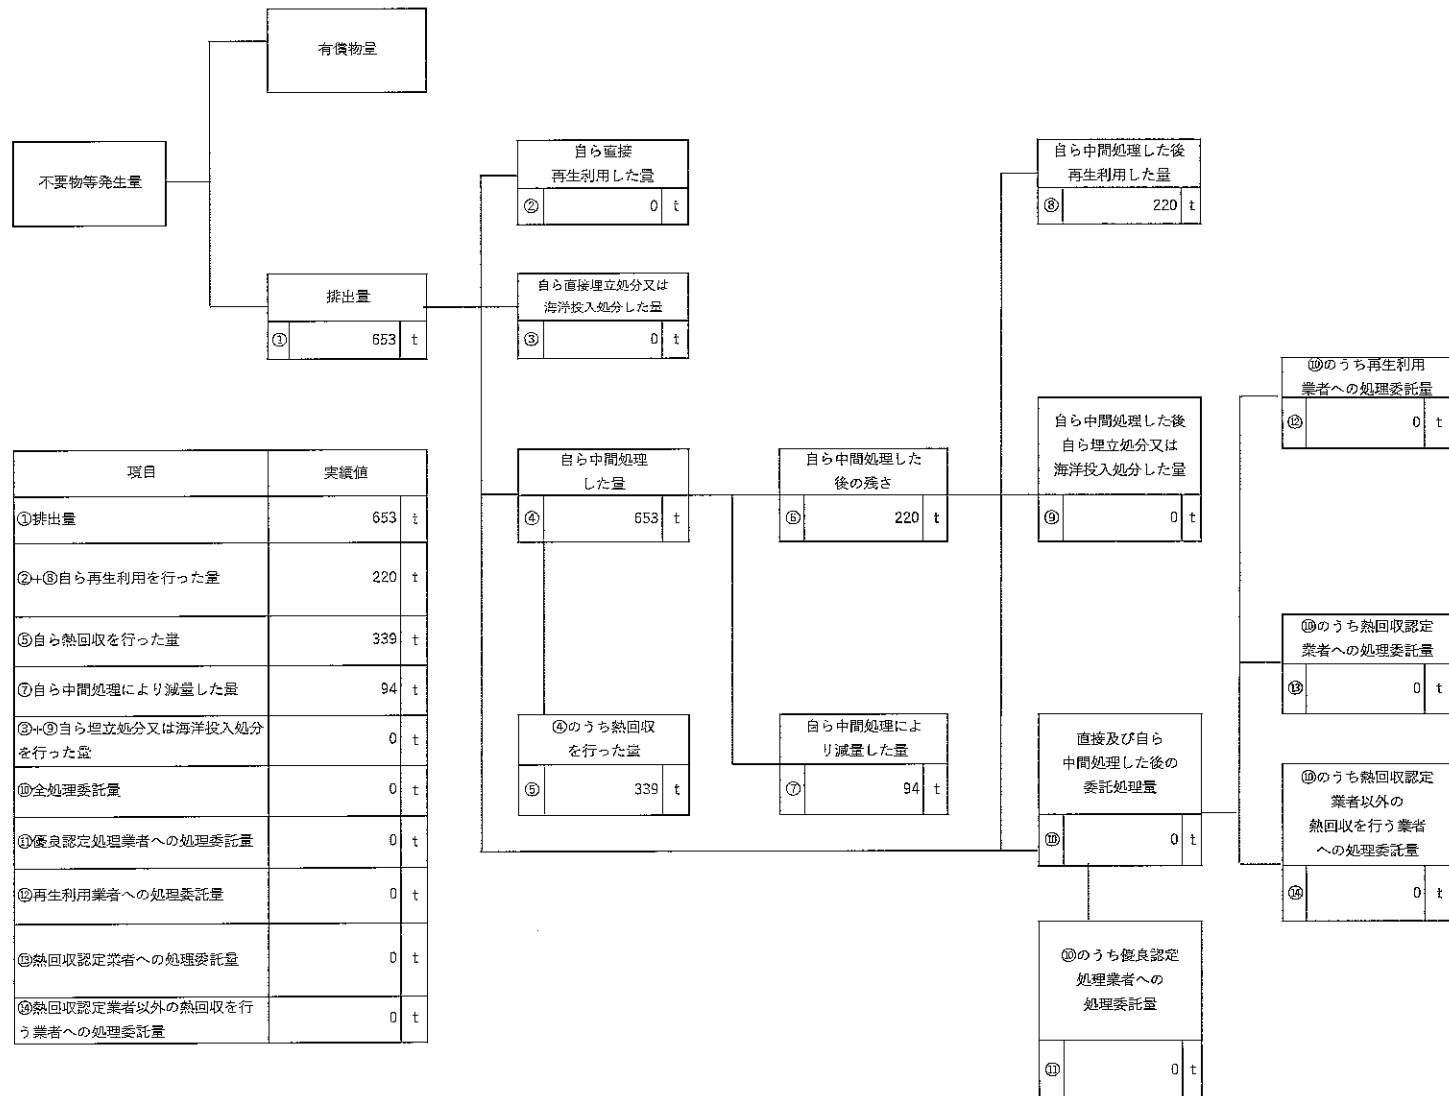 有償物量
不要物等発生量
排出量
① 653 t
自ら直接
再生利用した量
② 0 t
自ら直接埋立処分又は
海洋投入処分した量
③ 0 t
自ら中間処理
した量
④ 653 t
④のうち熱回収
を行った量
⑤ 339 t
自ら中間処理した
後の残さ
⑥ 220 t
自ら中間処理によ
り減量した量
⑦ 94 t
自ら中間処理した後
再生利用した量
⑧ 220 t
自ら中間処理した後
自ら埋立処分又は
海洋投入処分した量
⑨ 0 t
直接及び自ら
中間処理した後の
委託処理量
⑩ 0 t
⑩のうち優良認定
処理業者への
処理委託量
⑪ 0 t
⑩のうち再生利用
業者への処理委託量
⑫ 0 t
⑩のうち熱回収認定
業者への処理委託量
⑬ 0 t
⑩のうち熱回収認定
業者以外の
熱回収を行う業者
への処理委託量
⑭ 0 t
項目 実績値
①排出量 653 t
②+⑧自ら再生利用を行った量 220 t
⑤自ら熱回収を行った量 339 t
⑦自ら中間処理により減量した量 94 t
③+⑨自ら埋立処分又は海洋投入処分
を行った量 0 t
⑩全処理委託量 0 t
⑪優良認定処理業者への処理委託量 0 t
⑫再生利用業者への処理委託量 0 t
⑬熱回収認定業者への処理委託量 0 t
⑭熱回収認定業者以外の熱回収を行
う業者への処理委託量 0 t